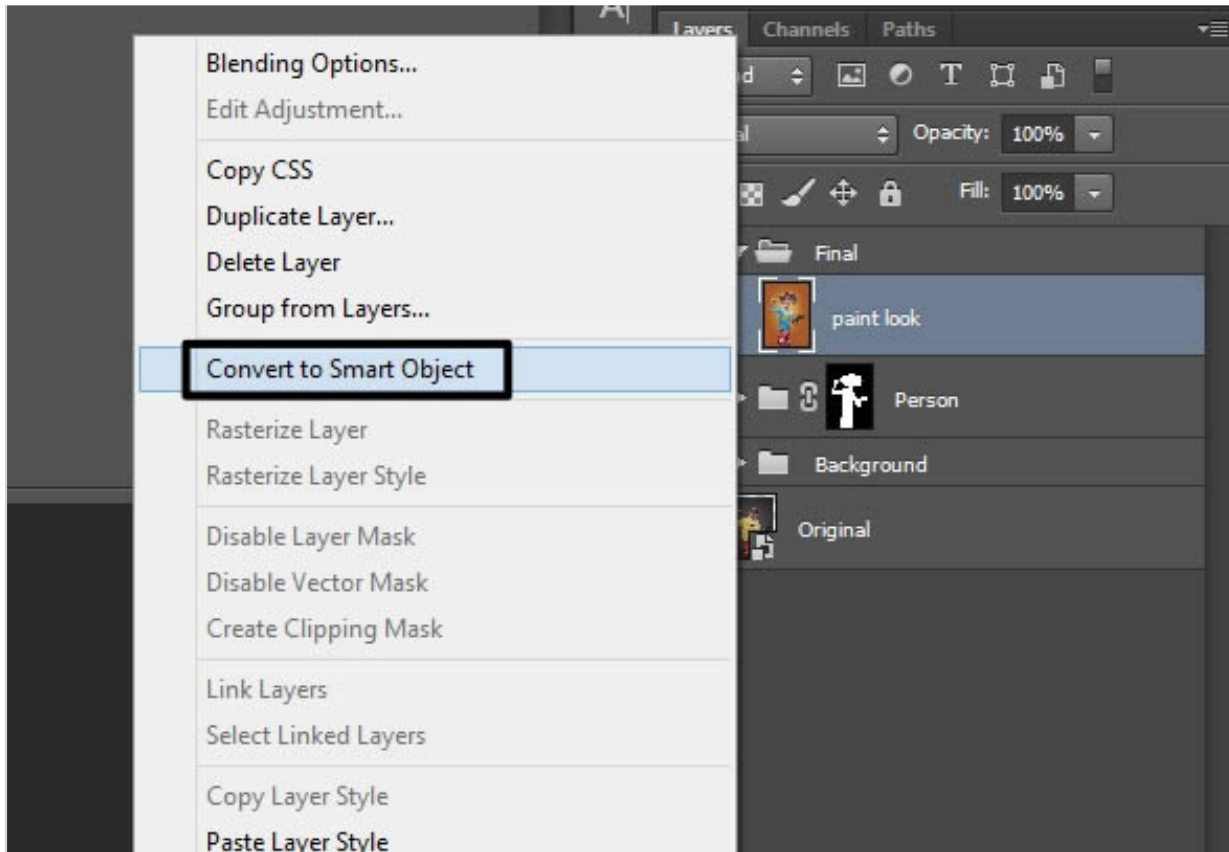 A
Layers Channels Paths
Blending Options...
Edit Adjustment...
Copy CSS
Duplicate Layer...
Delete Layer
Group from Layers...
Convert to Smart Object
Rasterize Layer
Rasterize Layer Style
Disable Layer Mask
Disable Vector Mask
Create Clipping Mask
Link Layers
Select Linked Layers
Copy Layer Style
Paste Layer Style
d T
al Opacity: 100%
Fill: 100%
Final
paint look
Person
Background
Original